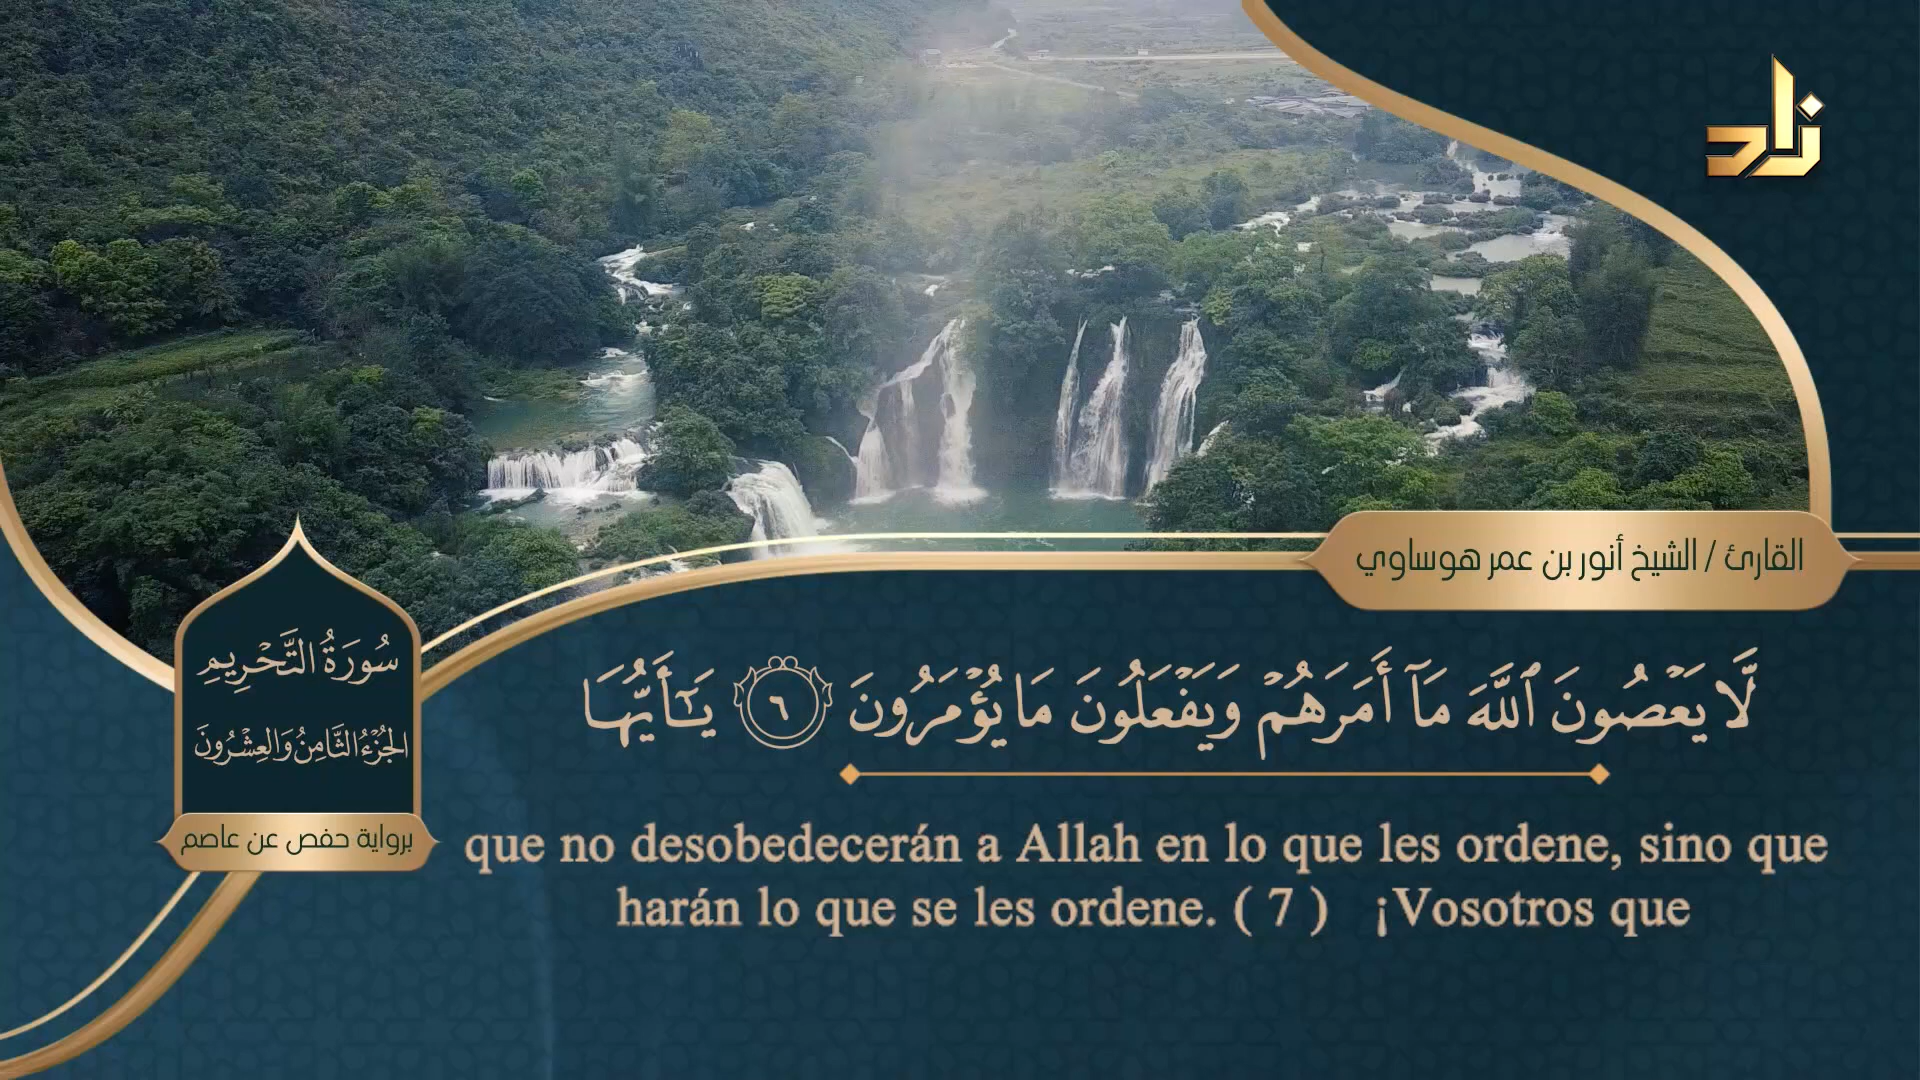 زاد
القارئ / الشيخ أنور بن عمر هوساوي
سُورَةُ التَّحْرِيمِ
الجُزْءُ الثَّامِنُ وَالعِشْرُونَ
برواية حفص عن عاصم
لَّا يَعْصُونَ ٱللَّهَ مَآ أَمَرَهُمْ وَيَفْعَلُونَ مَا يُؤْمَرُونَ ٦ يَـٰٓأَيُّهَا
que no desobedecerán a Allah en lo que les ordene, sino que
harán lo que se les ordene. ( 7 ) ¡Vosotros que